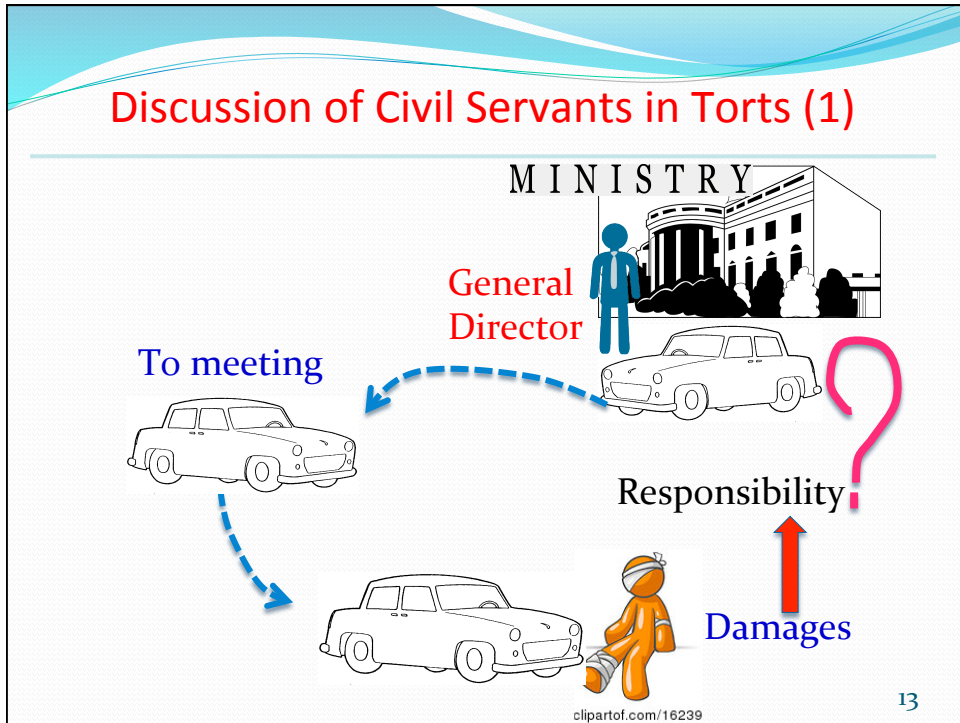 Discussion of Civil Servants in Torts (1)
MINISTRY
General
Director
To meeting
Responsibility?
Damages
clipartof.com/16239
13